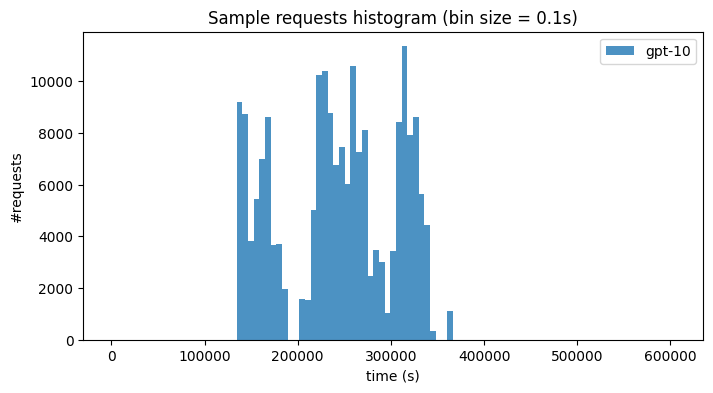 Sample requests histogram (bin size = 0.1s)
gpt-10
#requests
10000
8000
6000
4000
2000
0
0 100000 200000 300000 400000 500000 600000
time (s)